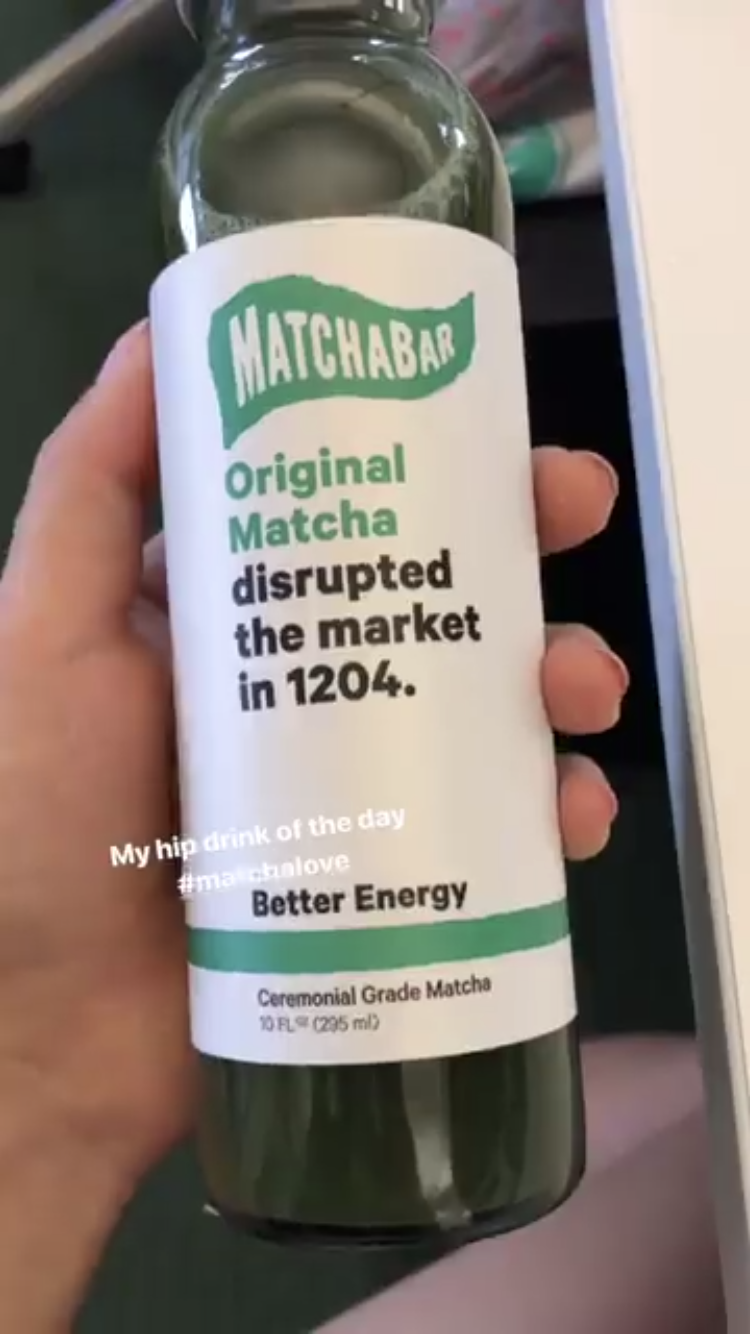 MATCHABAR
Original
Matcha
disrupted
the market
in 1204.
My hip drink of the day
#matchalove
Better Energy
Ceremonial Grade Matcha
10 FL OZ (295 ml)